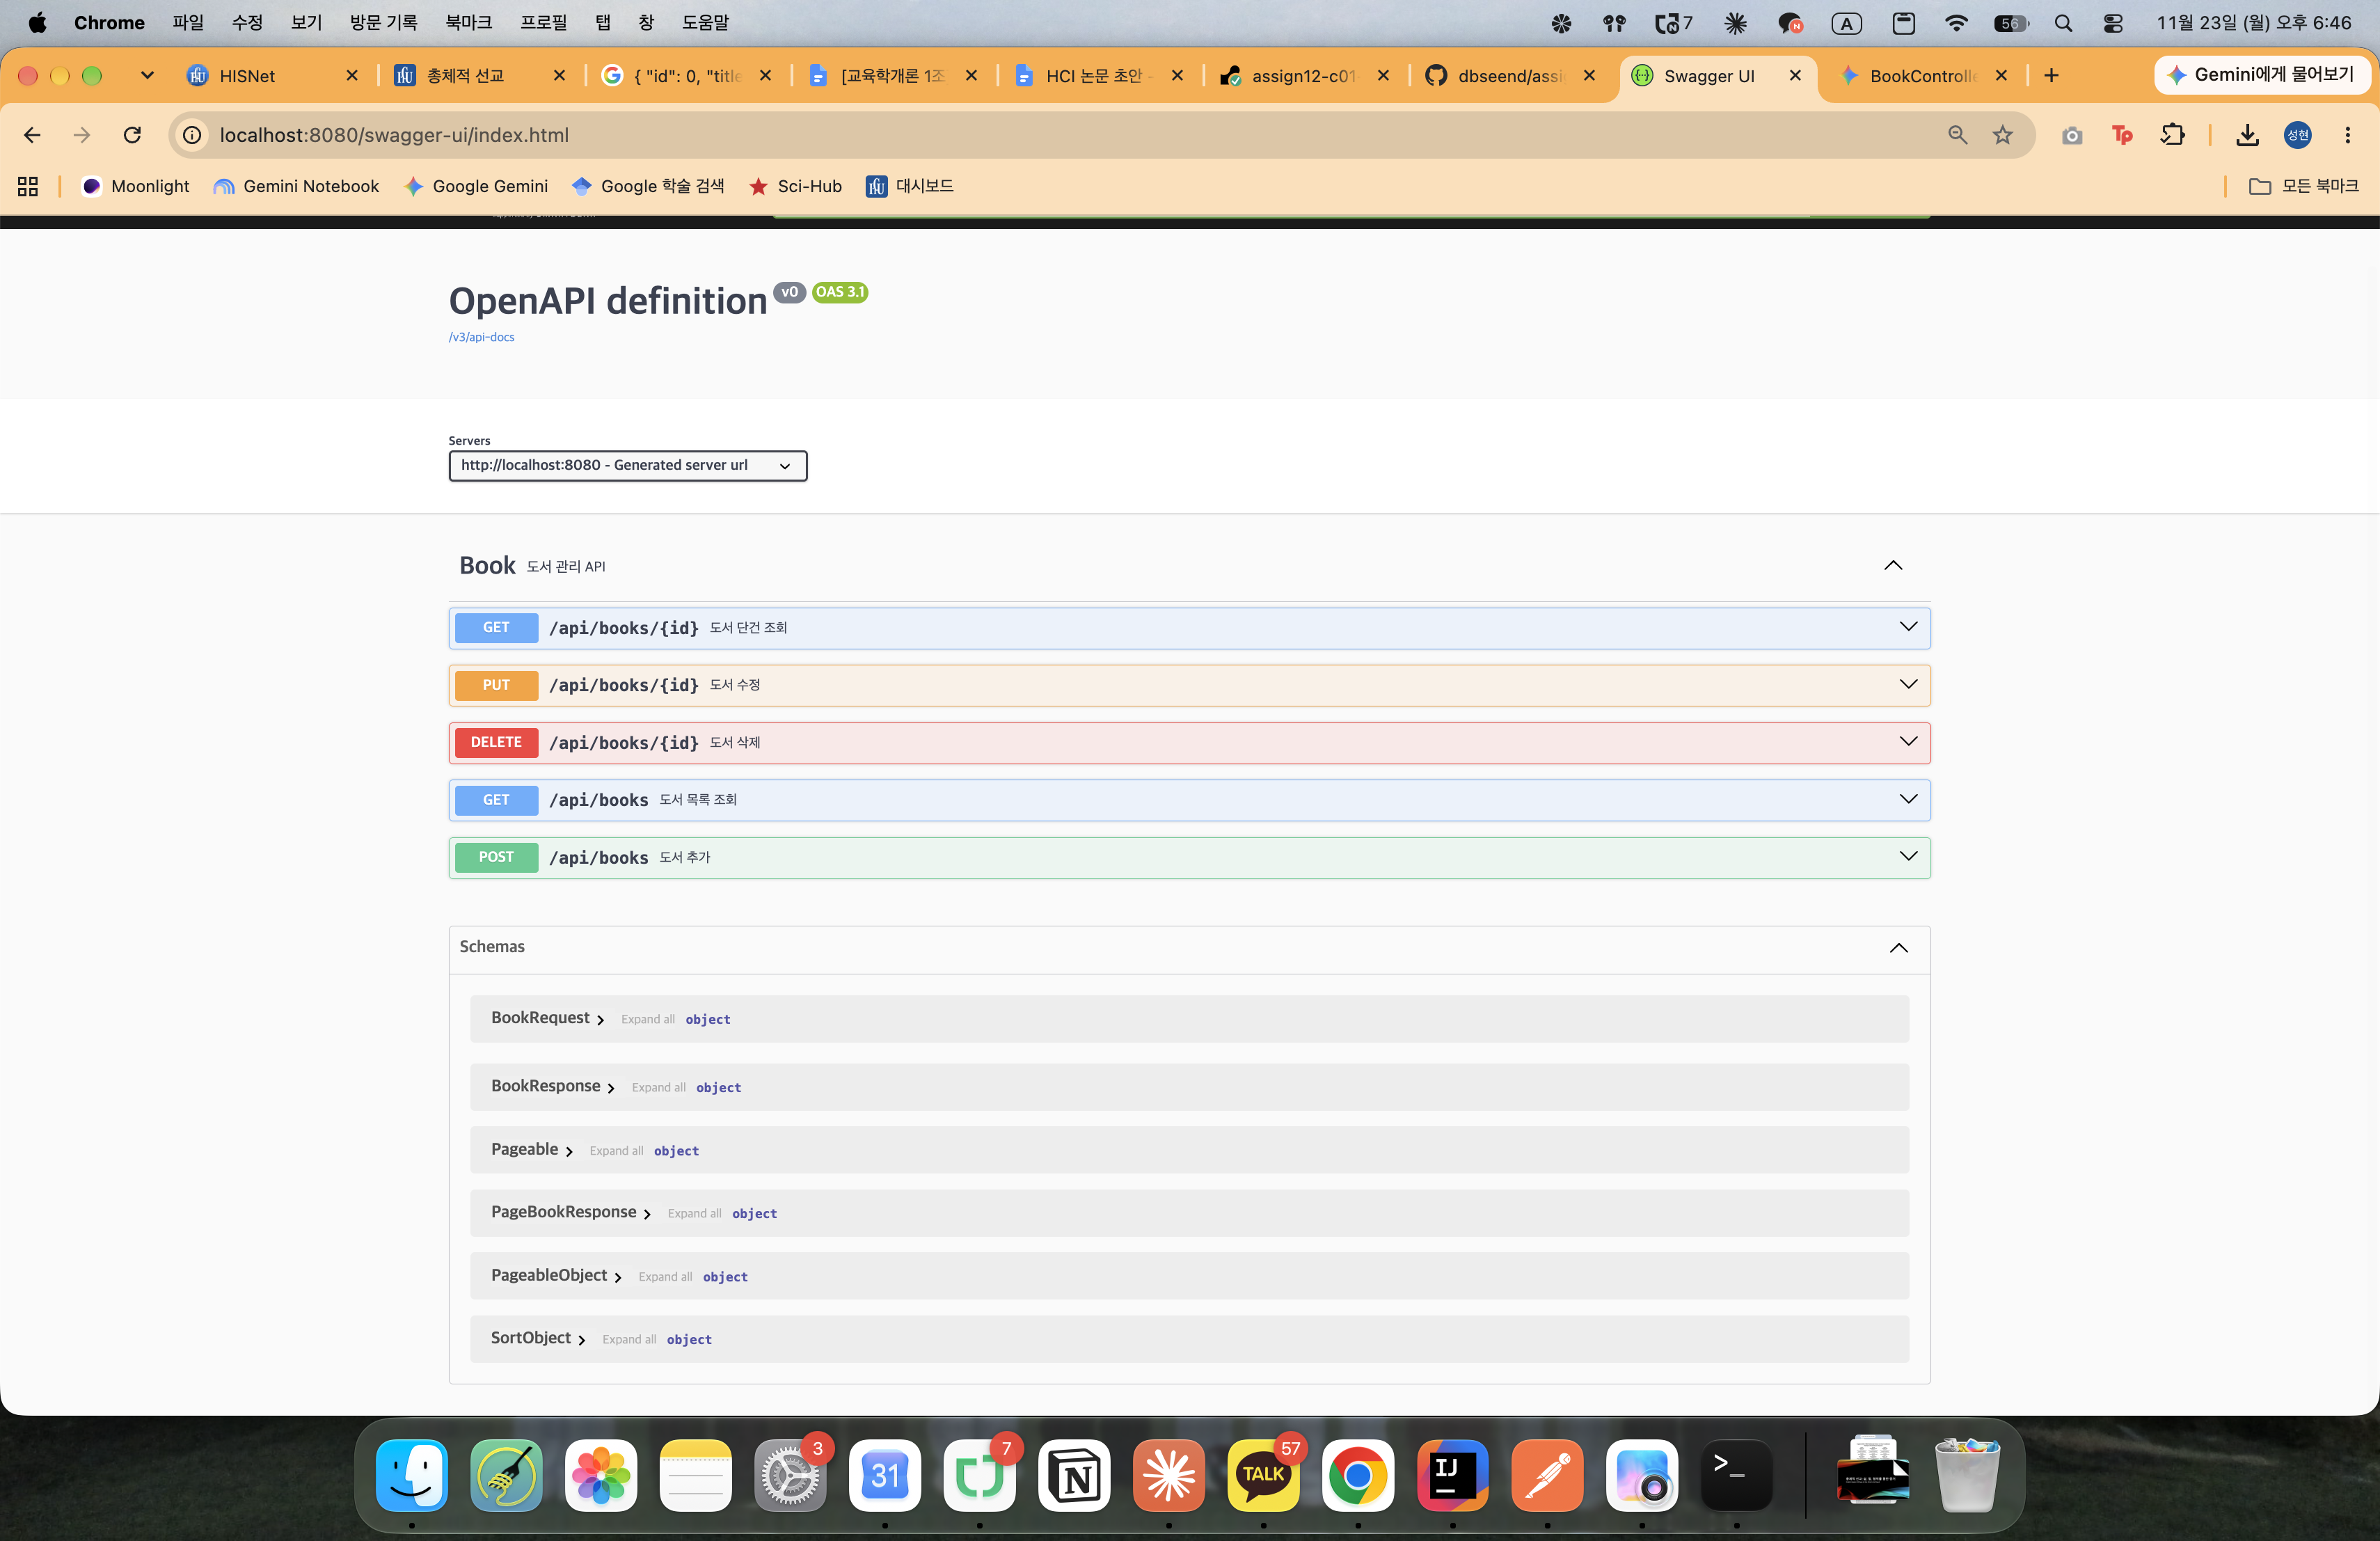 Chrome 파일 수정 보기 방문 기록 북마크 프로필 탭 창 도움말 7 A 56 11월 23일 (월) 오후 6:46
HISNet 총체적 선교 { "id": 0, "title [교육학개론 1조 HCI 논문 초안 - assign12-c01- dbseend/assi Swagger UI BookControlle Gemini에게 물어보기
localhost:8080/swagger-ui/index.html Tp 성현
Moonlight Gemini Notebook Google Gemini Google 학술 검색 Sci-Hub 대시보드 모든 북마크
OpenAPI definition v0 OAS 3.1
/v3/api-docs
Servers
http://localhost:8080 - Generated server url
Book 도서 관리 API
GET /api/books/{id} 도서 단건 조회
PUT /api/books/{id} 도서 수정
DELETE /api/books/{id} 도서 삭제
GET /api/books 도서 목록 조회
POST /api/books 도서 추가
Schemas
BookRequest Expand all object
BookResponse Expand all object
Pageable Expand all object
PageBookResponse Expand all object
PageableObject Expand all object
SortObject Expand all object
3 31 7 N TALK 57 IJ >_